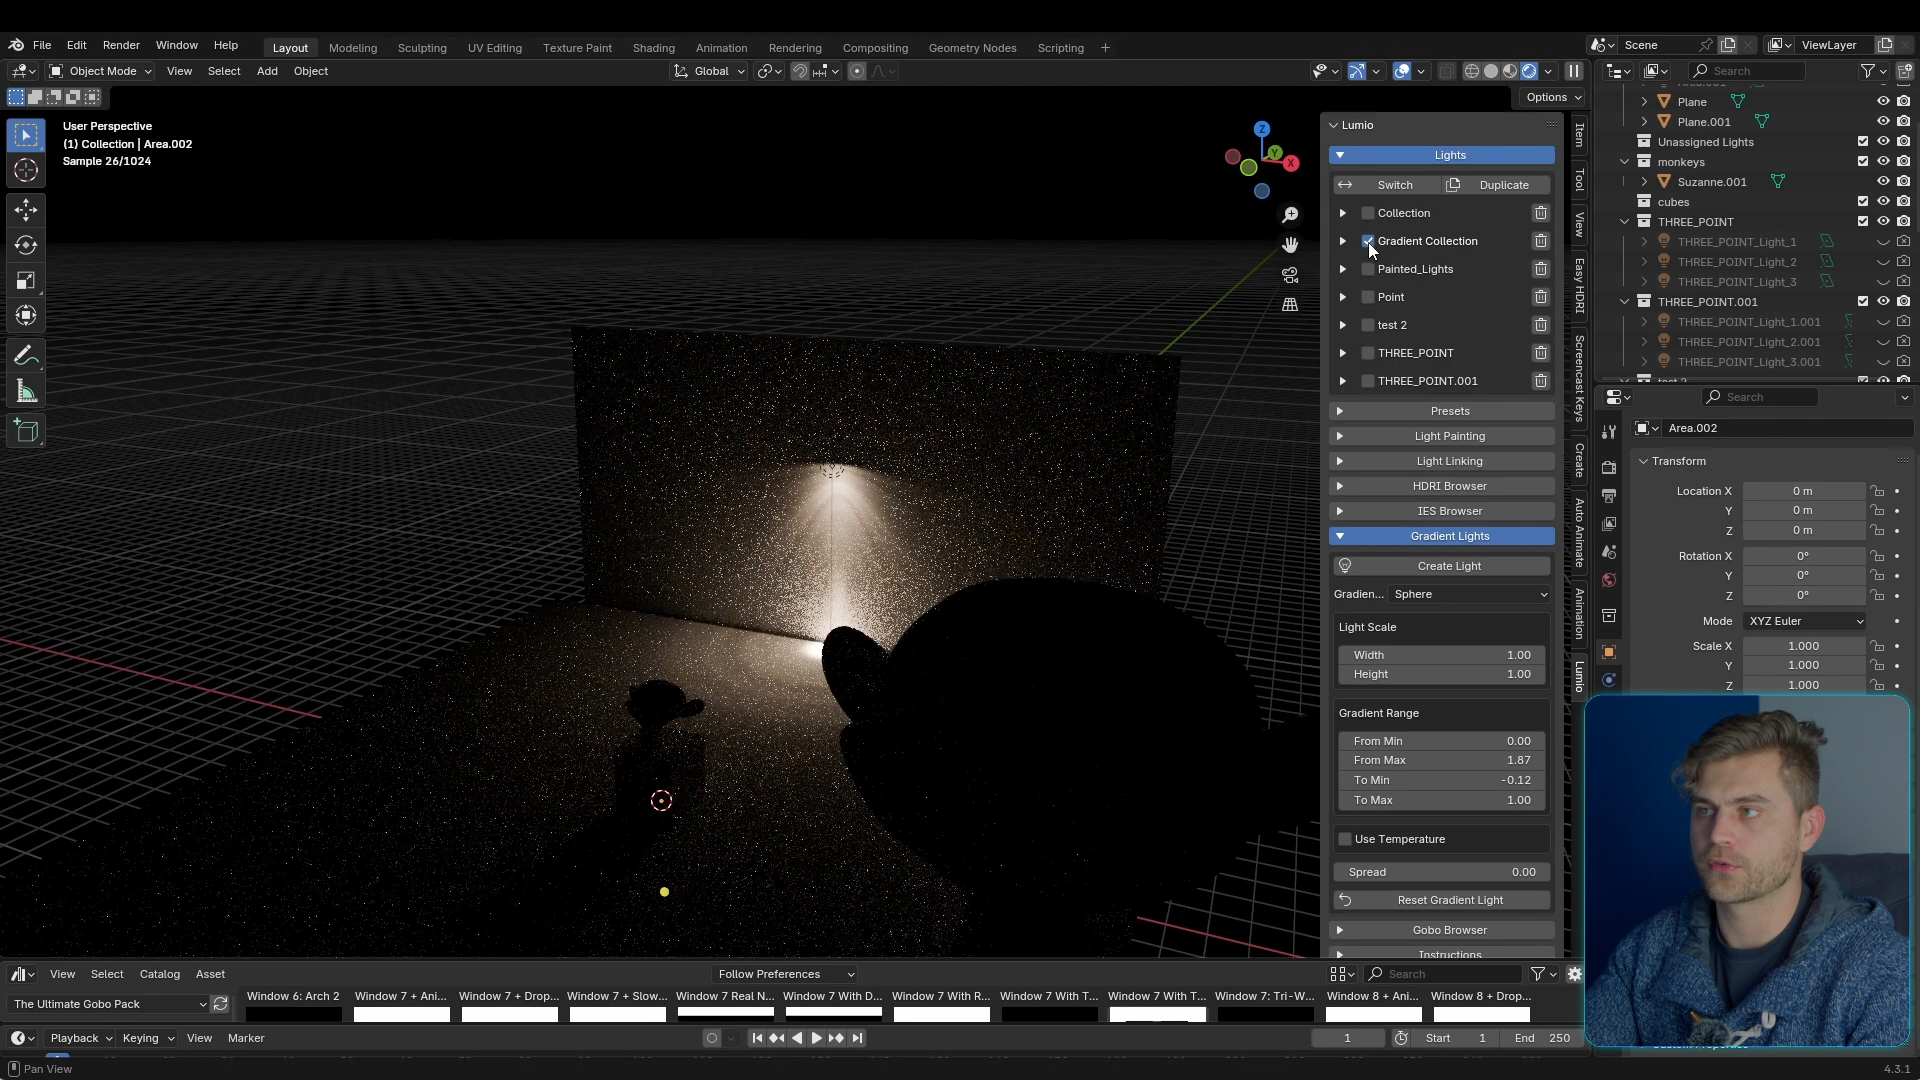 File Edit Render Window Help Layout Modeling Sculpting UV Editing Texture Paint Shading Animation Rendering Compositing Geometry Nodes Scripting + Scene ViewLayer
Object Mode View Select Add Object Global Search
Options
User Perspective
(1) Collection | Area.002
Sample 26/1024
Z
Y
X
Lumio
Lights
Switch Duplicate
Collection
Gradient Collection
Painted_Lights
Point
test 2
THREE_POINT
THREE_POINT.001
Presets
Light Painting
Light Linking
HDRI Browser
IES Browser
Gradient Lights
Create Light
Gradien... Sphere
Light Scale
Width 1.00
Height 1.00
Gradient Range
From Min 0.00
From Max 1.87
To Min -0.12
To Max 1.00
Use Temperature
Spread 0.00
Reset Gradient Light
Gobo Browser
Instructions
Item
Tool
View
Easy HDRI
Screencast Keys
Create
Auto Animate
Animation
Lumio
Plane
Plane.001
Unassigned Lights
monkeys
Suzanne.001
cubes
THREE_POINT
THREE_POINT_Light_1
THREE_POINT_Light_2
THREE_POINT_Light_3
THREE_POINT.001
THREE_POINT_Light_1.001
THREE_POINT_Light_2.001
THREE_POINT_Light_3.001
test 2
Search
Area.002
Transform
Location X 0 m
Y 0 m
Z 0 m
Rotation X 0°
Y 0°
Z 0°
Mode XYZ Euler
Scale X 1.000
Y 1.000
Z 1.000
View Select Catalog Asset Follow Preferences Search
The Ultimate Gobo Pack Window 6: Arch 2 Window 7 + Ani... Window 7 + Drop... Window 7 + Slow... Window 7 Real N... Window 7 With D... Window 7 With R... Window 7 With T... Window 7 With T... Window 7: Tri-W... Window 8 + Ani... Window 8 + Drop...
Playback Keying View Marker 1 Start 1 End 250
Pan View 4.3.1